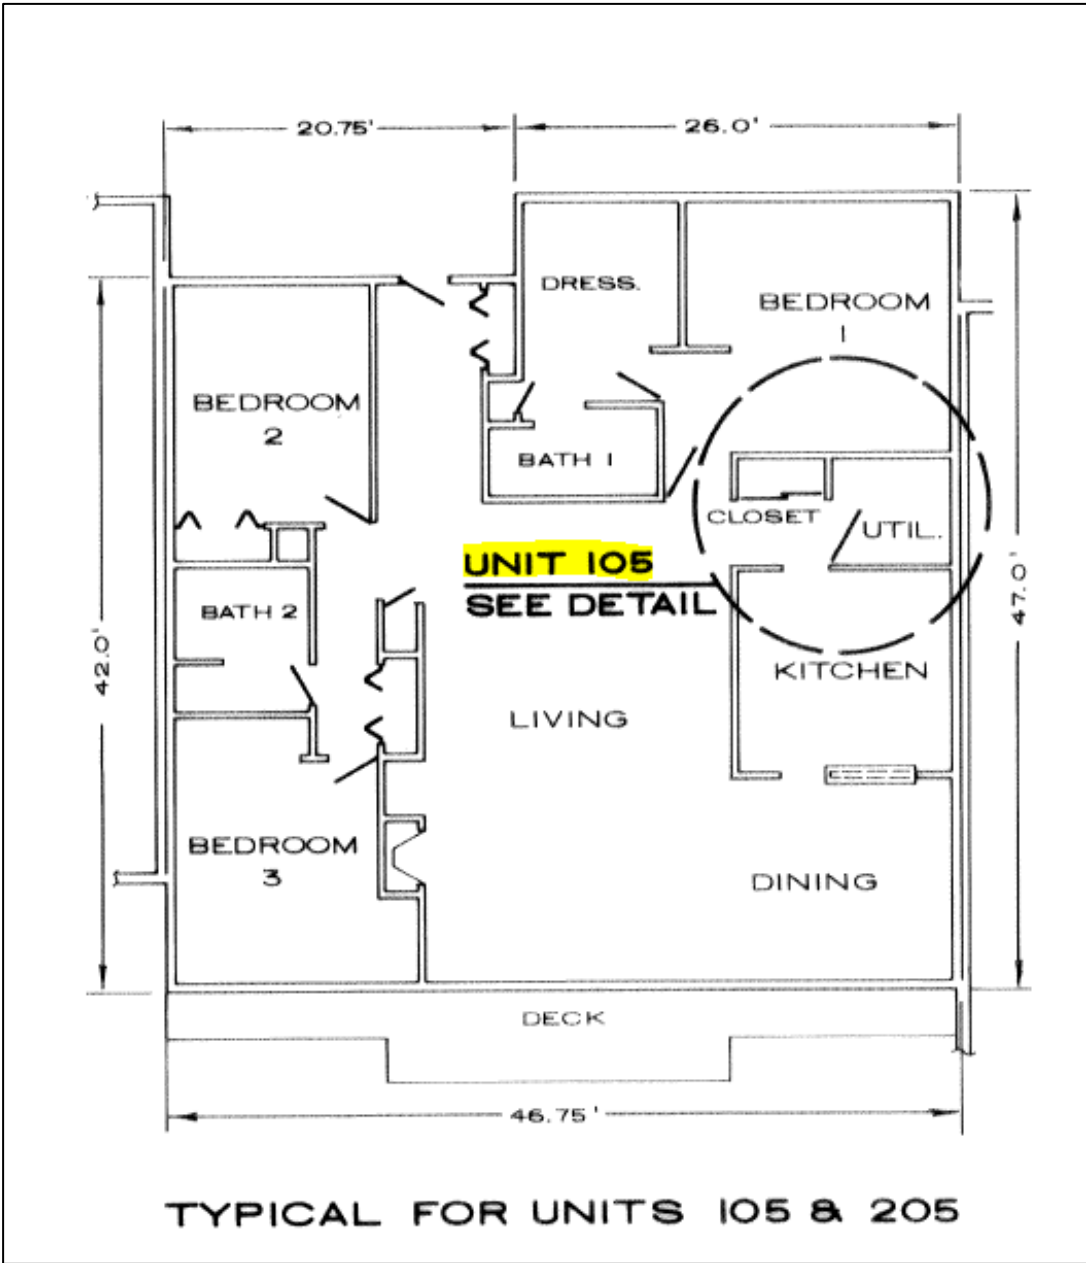 20.75'
26.0'
DRESS.
BEDROOM
1
BEDROOM
2
BATH 1
CLOSET
UTIL.
UNIT 105
SEE DETAIL
BATH 2
42.0'
47.0'
KITCHEN
LIVING
BEDROOM
3
DINING
DECK
46.75'
TYPICAL FOR UNITS 105 & 205